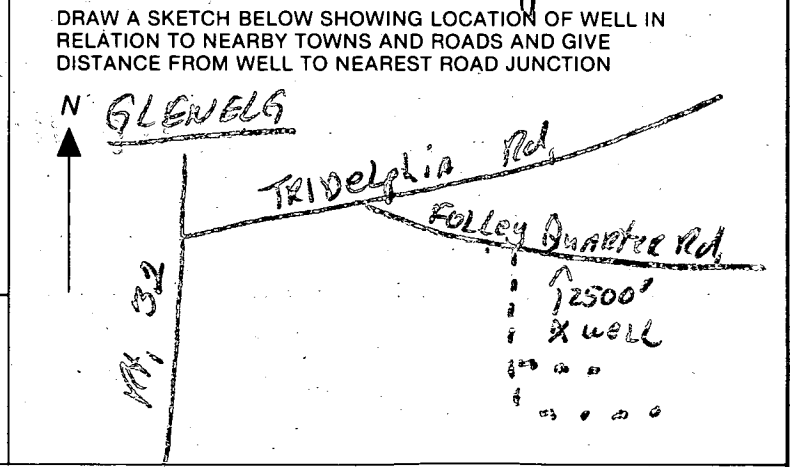 DRAW A SKETCH BELOW SHOWING LOCATION OF WELL IN
RELATION TO NEARBY TOWNS AND ROADS AND GIVE
DISTANCE FROM WELL TO NEAREST ROAD JUNCTION
N
GLENELG
TRIDelphiA Rd,
FOLLey QuARTeR Rd,
Rt, 32
2500'
X well